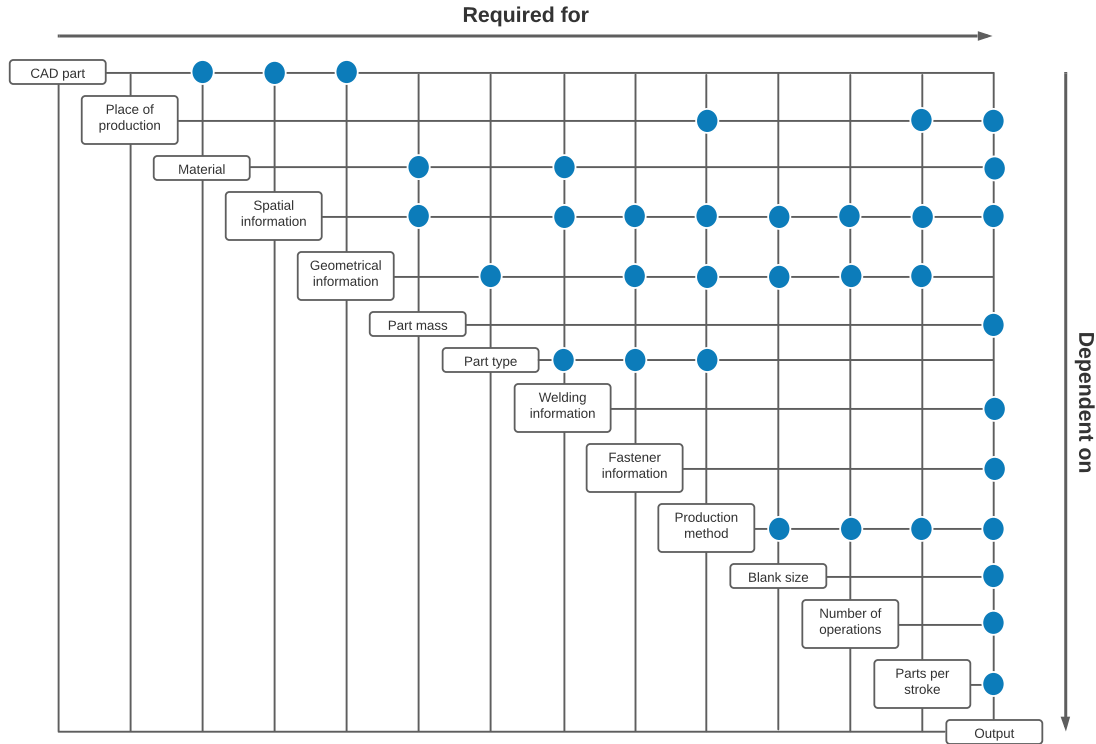 Required for
CAD part
Place of
production
Material
Spatial
information
Geometrical
information
Part mass
Dependent on
Part type
Welding
information
Fastener
information
Production
method
Blank size
Number of
operations
Parts per
stroke
Output